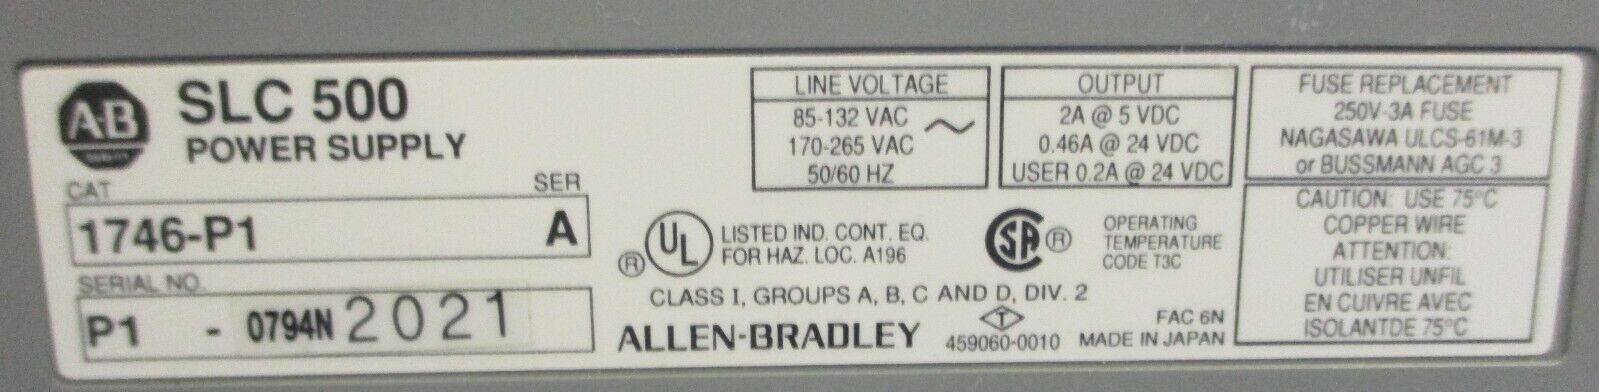 A-B
QUALITY
SLC 500
POWER SUPPLY
CAT
SER
1746-P1
A
SERIAL NO.
P1 - 0794N 2021
LINE VOLTAGE
85-132 VAC
170-265 VAC
50/60 HZ
OUTPUT
2A @ 5 VDC
0.46A @ 24 VDC
USER 0.2A @ 24 VDC
FUSE REPLACEMENT
250V-3A FUSE
NAGASAWA ULCS-61M-3
or BUSSMANN AGC 3
® UL
LISTED IND. CONT. EQ.
FOR HAZ. LOC. A196
SA ®
OPERATING
TEMPERATURE
CODE T3C
CLASS I, GROUPS A, B, C AND D, DIV. 2
ALLEN-BRADLEY
T
459060-0010
FAC 6N
MADE IN JAPAN
CAUTION: USE 75°C
COPPER WIRE
ATTENTION:
UTILISER UNFIL
EN CUIVRE AVEC
ISOLANTDE 75°C